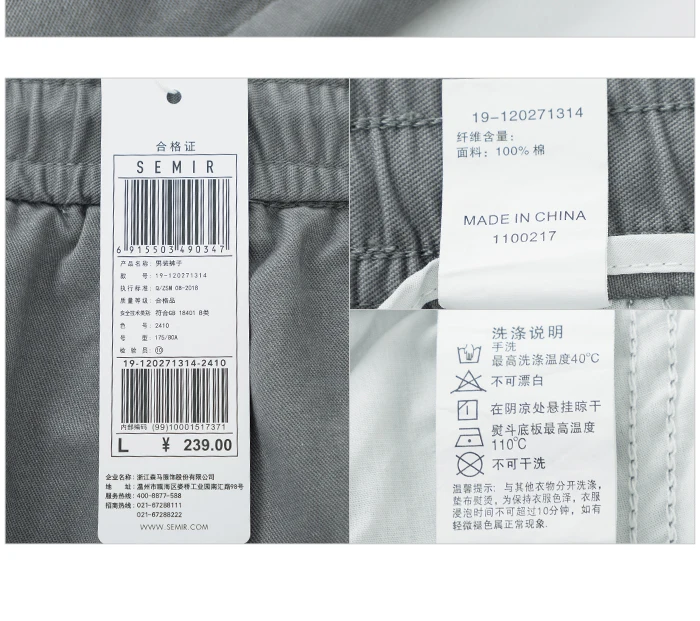 合格证
SEMIR
6 915503 490347
产品名称: 男装裤子
款 号: 19-120271314
执行标准: Q/ZSM 08-2018
质量等级: 合格品
安全技术类别: 符合GB 18401 B类
色 号: 2410
号 型: 175/80A
检 验 员: 10
19-120271314-2410
内部编码 (99)10001517371
L ¥ 239.00
企业名称: 浙江森马服饰股份有限公司
地 址: 温州市瓯海区娄桥工业园南汇路98号
服务热线: 400-8877-588
招商热线: 021-67288111
021-67288222
WWW.SEMIR.COM
19-120271314
纤维含量:
面料: 100% 棉
MADE IN CHINA
1100217
洗涤说明
手洗
最高洗涤温度40℃
不可漂白
在阴凉处悬挂晾干
熨斗底板最高温度
110℃
不可干洗
温馨提示: 与其他衣物分开洗涤,
垫布熨烫, 为保持衣服色泽, 衣服
浸泡时间不可超过10分钟, 如有
轻微褪色属正常现象.